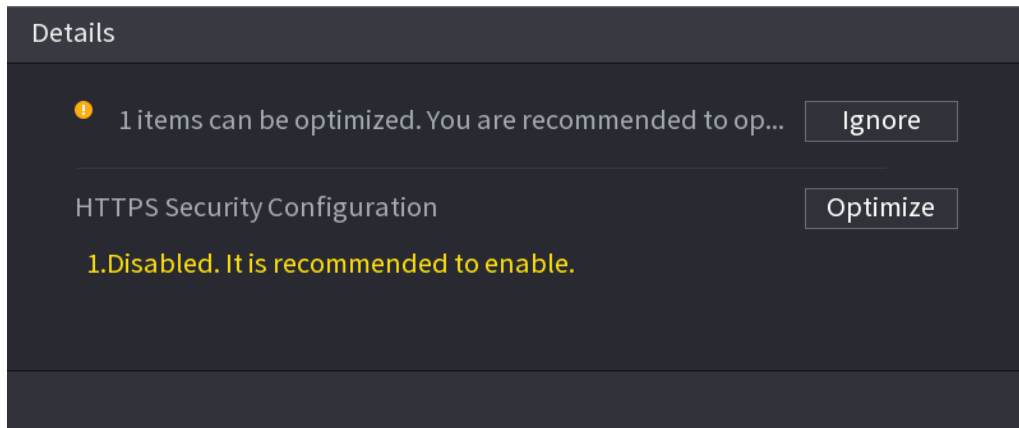 Details
1 items can be optimized. You are recommended to op... Ignore
HTTPS Security Configuration Optimize
1.Disabled. It is recommended to enable.